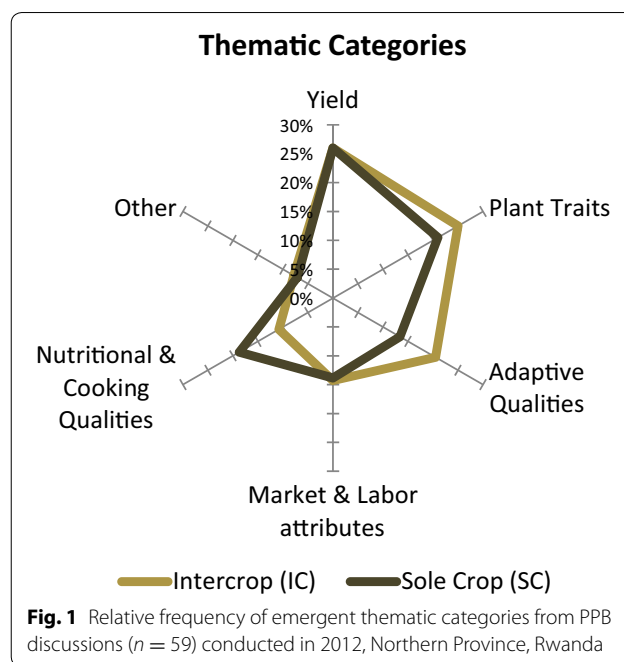 Thematic Categories
Yield
30%
25%
20%
15%
10%
5%
0%
Other
Plant Traits
Nutritional &
Cooking
Qualities
Adaptive
Qualities
Market & Labor
attributes
Intercrop (IC) Sole Crop (SC)
Fig. 1 Relative frequency of emergent thematic categories from PPB
discussions (n = 59) conducted in 2012, Northern Province, Rwanda